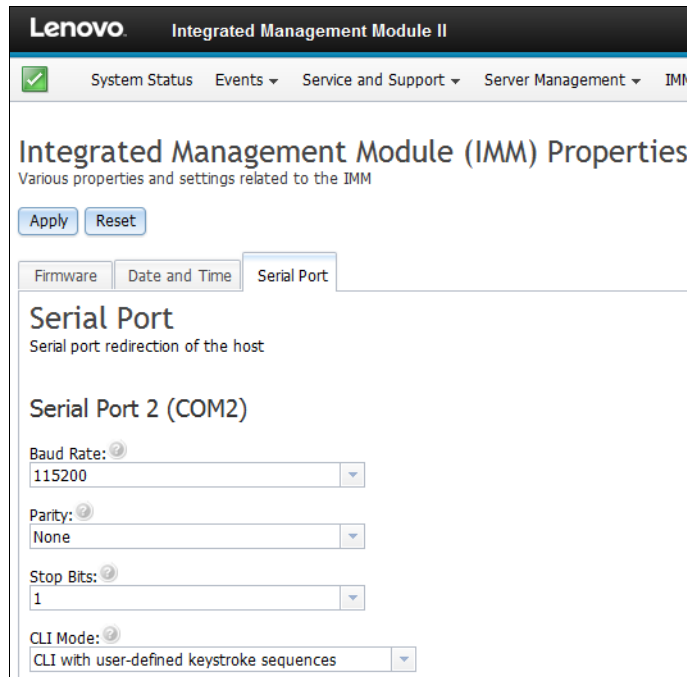 Lenovo. Integrated Management Module II
System Status Events Service and Support Server Management IMM
Integrated Management Module (IMM) Properties
Various properties and settings related to the IMM
Apply Reset
Firmware Date and Time Serial Port
Serial Port
Serial port redirection of the host
Serial Port 2 (COM2)
Baud Rate: ?
115200
Parity: ?
None
Stop Bits: ?
1
CLI Mode: ?
CLI with user-defined keystroke sequences